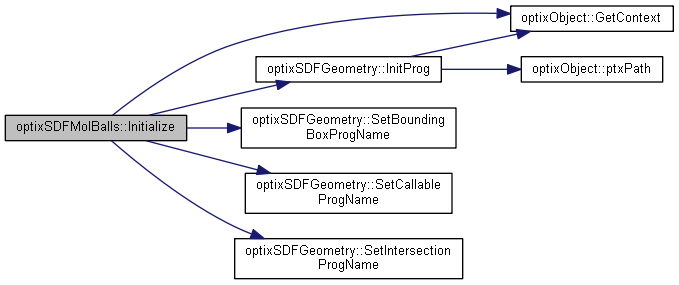 optixSDFMolBalls::Initialize
optixObject::GetContext
optixSDFGeometry::InitProg
optixObject::ptxPath
optixSDFGeometry::SetBounding
BoxProgName
optixSDFGeometry::SetCallable
ProgName
optixSDFGeometry::SetIntersection
ProgName